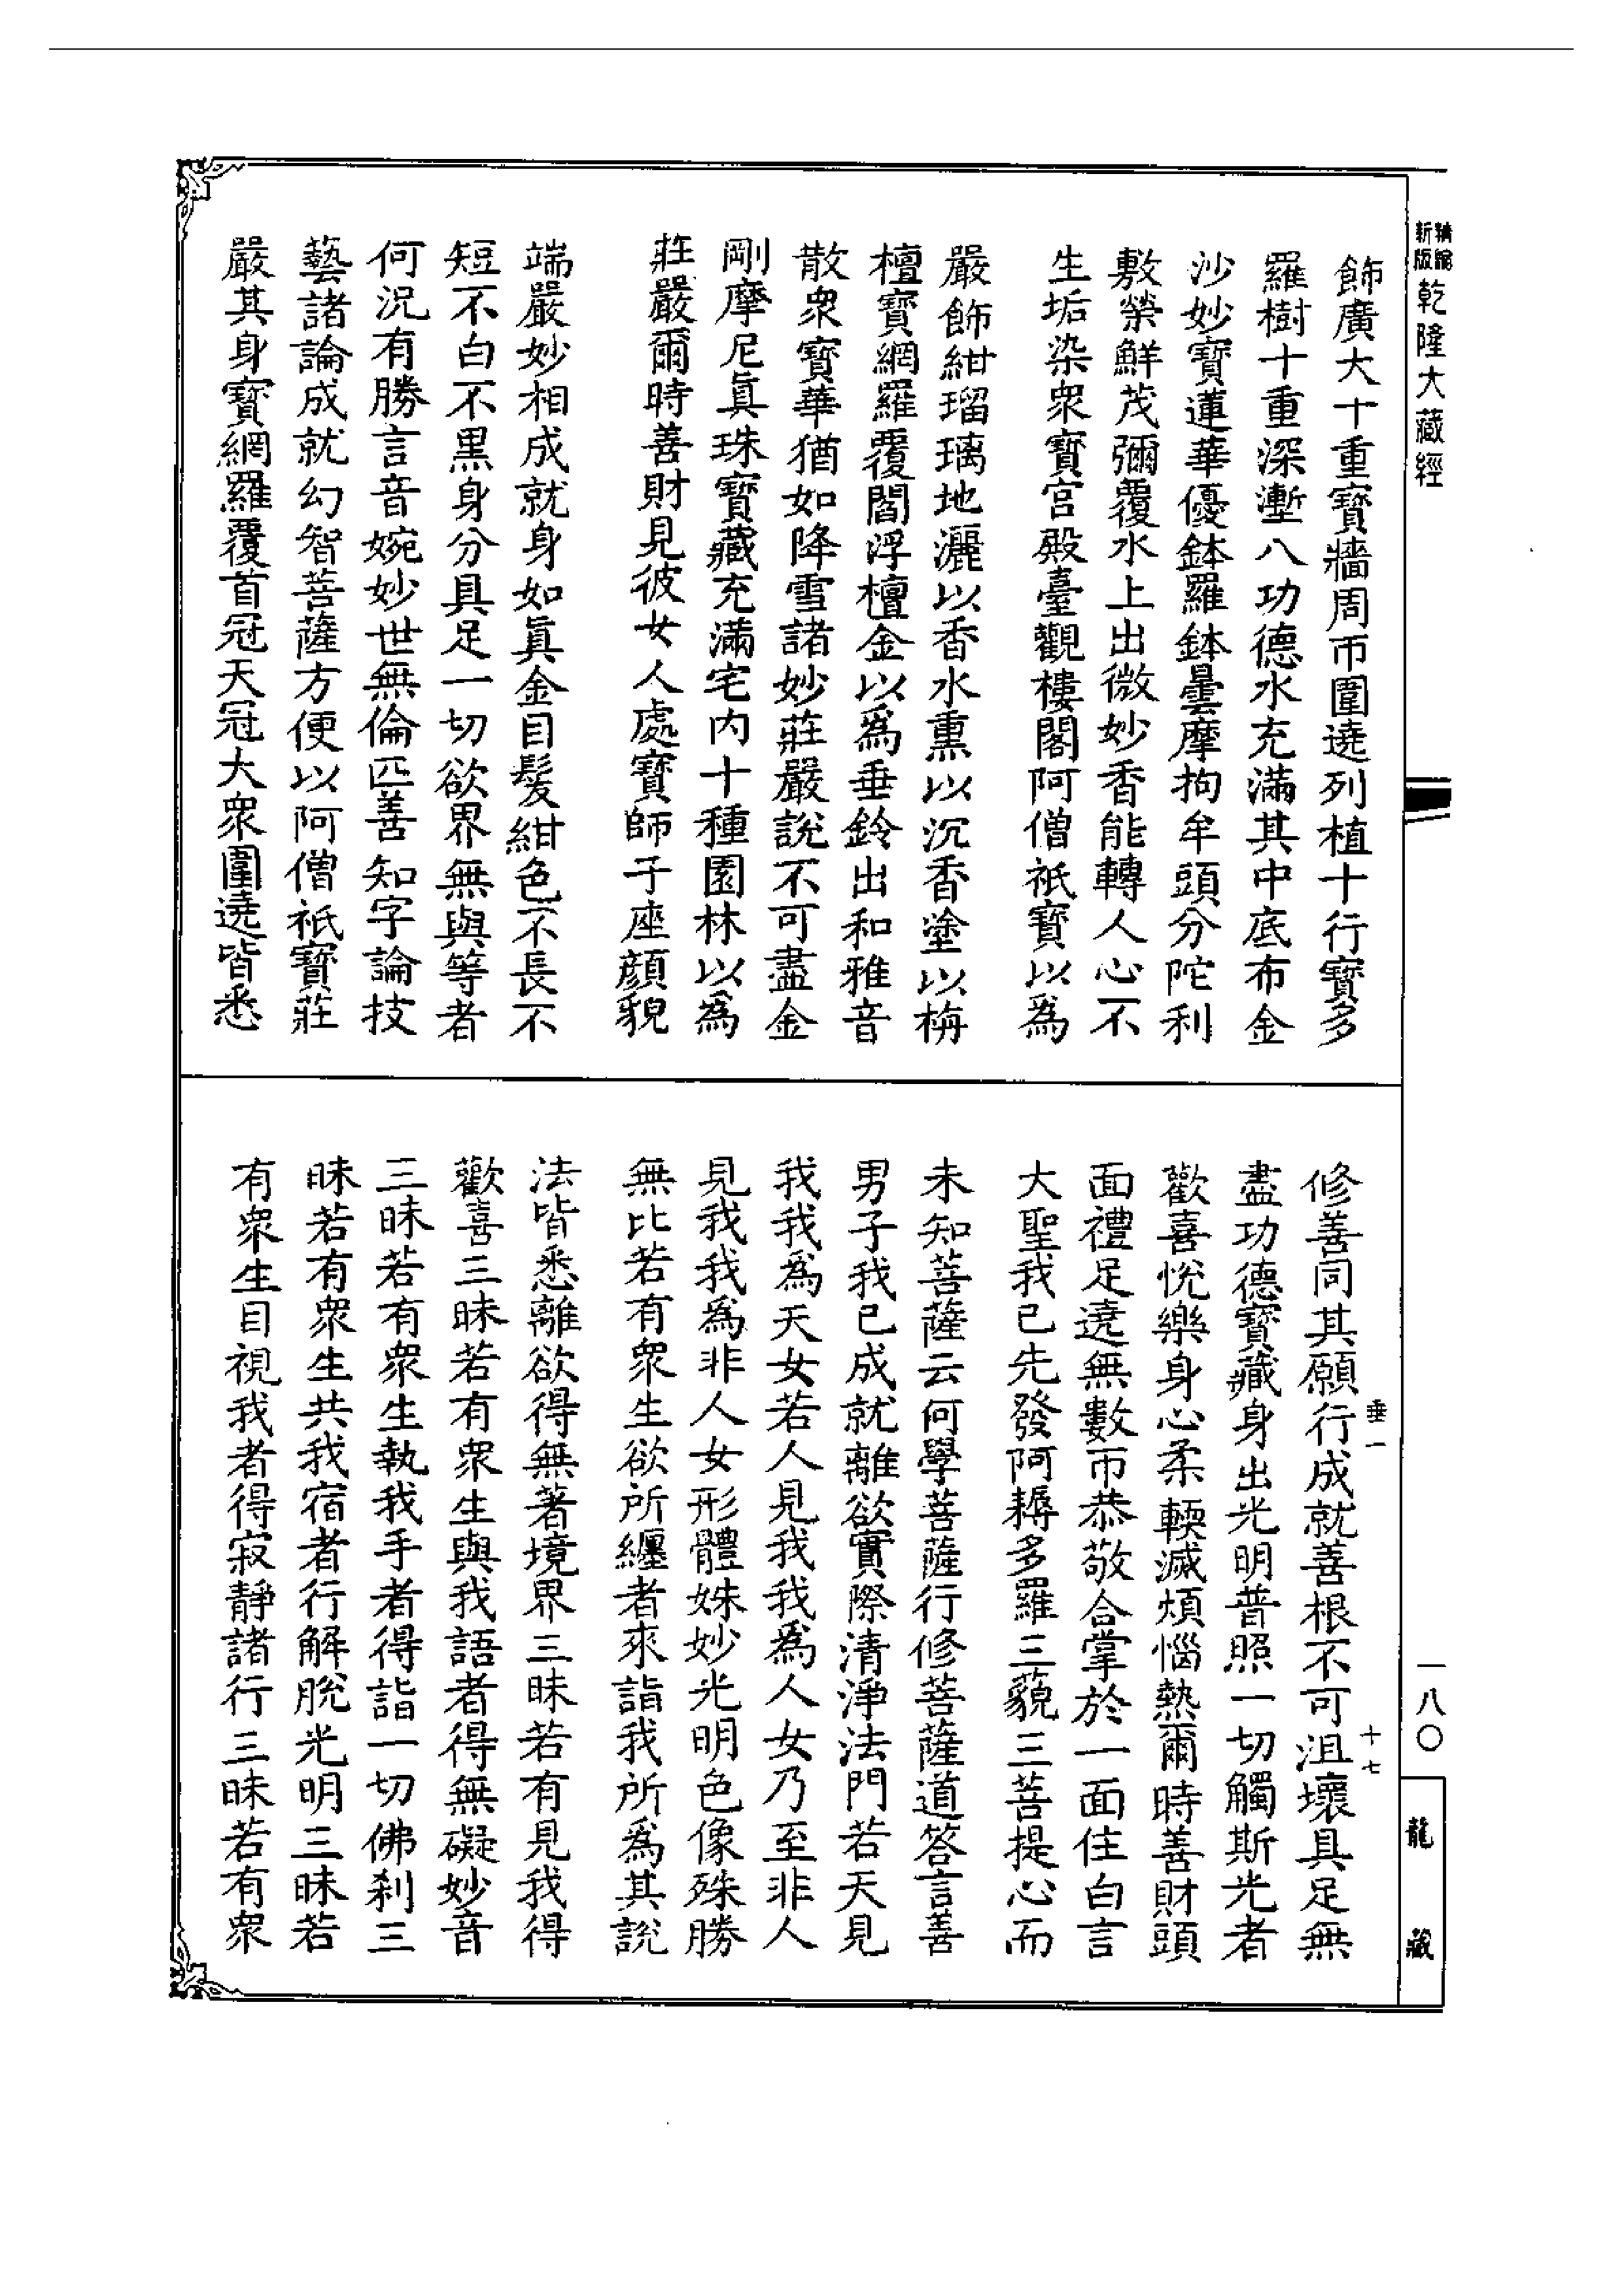 精縮新版乾隆大藏經
飾廣大十重寶牆周帀圍遶列植十行寶多
羅樹十重深塹八功德水充滿其中底布金
沙妙寶蓮華優鉢羅鉢曇摩拘牟頭分陀利
敷榮鮮茂彌覆水上出微妙香能轉人心不
生垢染衆寶宮殿臺觀樓閣阿僧祇寶以爲
嚴飾紺瑠璃地灑以香水熏以沉香塗以栴
檀寶網羅覆閻浮檀金以爲垂鈴出和雅音
散衆寶華猶如降雪諸妙莊嚴說不可盡金
剛摩尼眞珠寶藏充滿宅內十種園林以爲
莊嚴爾時善財見彼女人處寶師子座顏貌
端嚴妙相成就身如眞金目髮紺色不長不
短不白不黑身分具足一切欲界無與等者
何況有勝言音婉妙世無倫匹善知字論技
藝諸論成就幻智菩薩方便以阿僧祇寶莊
嚴其身寶網羅覆首冠天冠大衆圍遶皆悉
修善同其願行成就善根不可沮壞具足無
盡功德寶藏身出光明普照一切觸斯光者
歡喜悅樂身心柔輭滅煩惱熱爾時善財頭
面禮足遶無數帀恭敬合掌於一面住白言
大聖我已先發阿耨多羅三藐三菩提心而
未知菩薩云何學菩薩行修菩薩道答言善
男子我已成就離欲實際清淨法門若天見
我我爲天女若人見我我爲人女乃至非人
見我我爲非人女形體姝妙光明色像殊勝
無比若有衆生欲所纏者來詣我所爲其說
法皆悉離欲得無著境界三昧若有見我得
歡喜三昧若有衆生與我語者得無礙妙音
三昧若有衆生執我手者得詣一切佛刹三
昧若有衆生共我宿者行解脫光明三昧若
有衆生目視我者得寂靜諸行三昧若有衆
垂一
十七
一八〇
龍藏